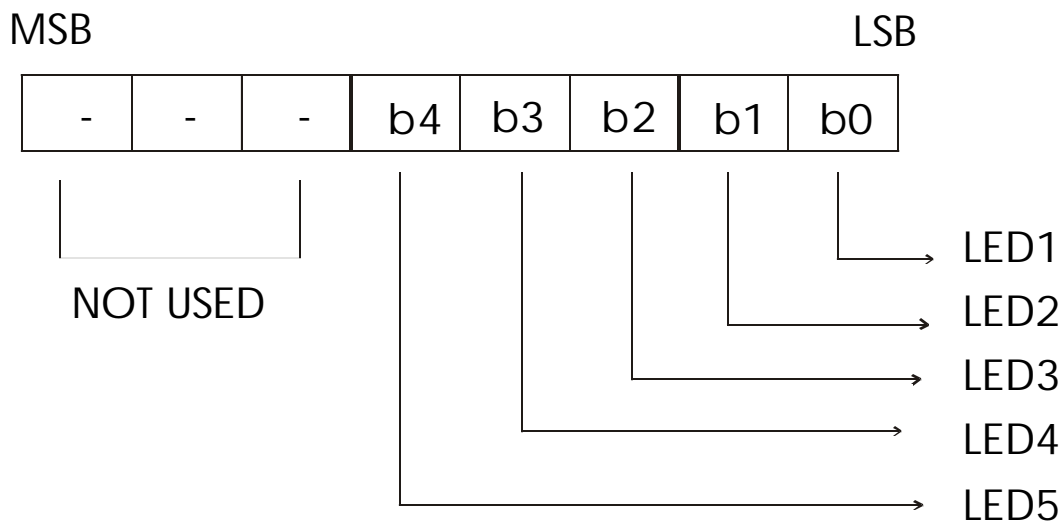 MSB LSB
- - - b4 b3 b2 b1 b0
LED1
NOT USED
LED2
LED3
LED4
LED5